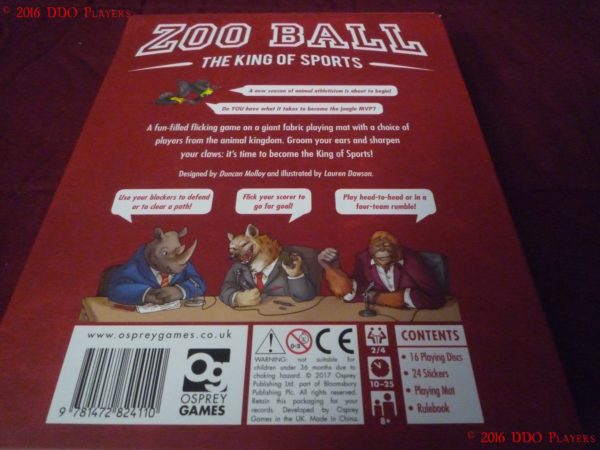 © 2016 DDO Players
ZOO BALL
THE KING OF SPORTS
A new season of animal athleticism is about to begin!
Do YOU have what it takes to become the jungle MVP?
A fun-filled flicking game on a giant fabric playing mat with a choice of
players from the animal kingdom. Groom your ears and sharpen
your claws: it's time to become the King of Sports!
Designed by Duncan Molloy and illustrated by Lauren Dawson.
Use your blockers to defend
or to clear a path!
Flick your scorer to
go for goal!
Play head-to-head or in a
four-team rumble!
www.ospreygames.co.uk
9 781472 824110
Og
OSPREY
GAMES
0-3
CE
WARNING: not suitable for
children under 36 months due to
choking hazard. © 2017 Osprey
Publishing Ltd. part of Bloomsbury
Publishing Plc. All rights reserved.
Retain this packaging for your
records. Developed by Osprey
Games in the UK. Made in China.
2/4
10-25
8+
CONTENTS
• 16 Playing Discs
• 24 Stickers
• Playing Mat
• Rulebook
© 2016 DDO Players